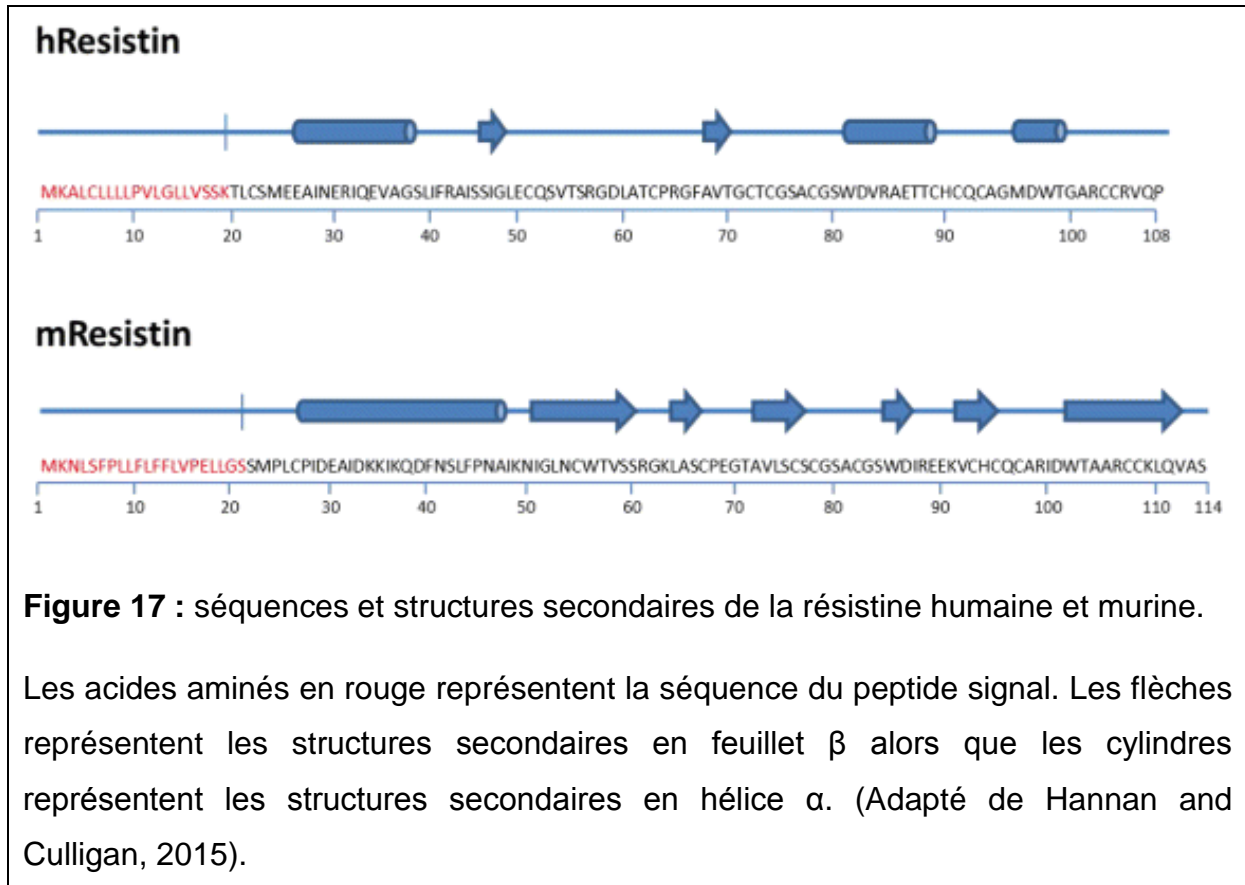 hResistin
MKALCLLLLPVLGLLVSSKTLCSMEEAINERIQEVAGSLIFRAISSIGLECQSVTSRGDLATCPRGFAVTGCTCGSACGSWDVRAETTCHCQCAGMDWTGARCCRVQP
1 10 20 30 40 50 60 70 80 90 100 108
mResistin
MKNLSFPLLFLFFLVPELLGSSMPLCPIDEAIDKKIKQDFNSLFPNAIKNIGLNCWTVSSRGKLASCPEGTAVLSCSCGSACGSWDIREEKVCHCQCARIDWTAARCCKLQVAS
1 10 20 30 40 50 60 70 80 90 100 110 114
Figure 17 : séquences et structures secondaires de la résistine humaine et murine.
Les acides aminés en rouge représentent la séquence du peptide signal. Les flèches
représentent les structures secondaires en feuillet β alors que les cylindres
représentent les structures secondaires en hélice α. (Adapté de Hannan and
Culligan, 2015).